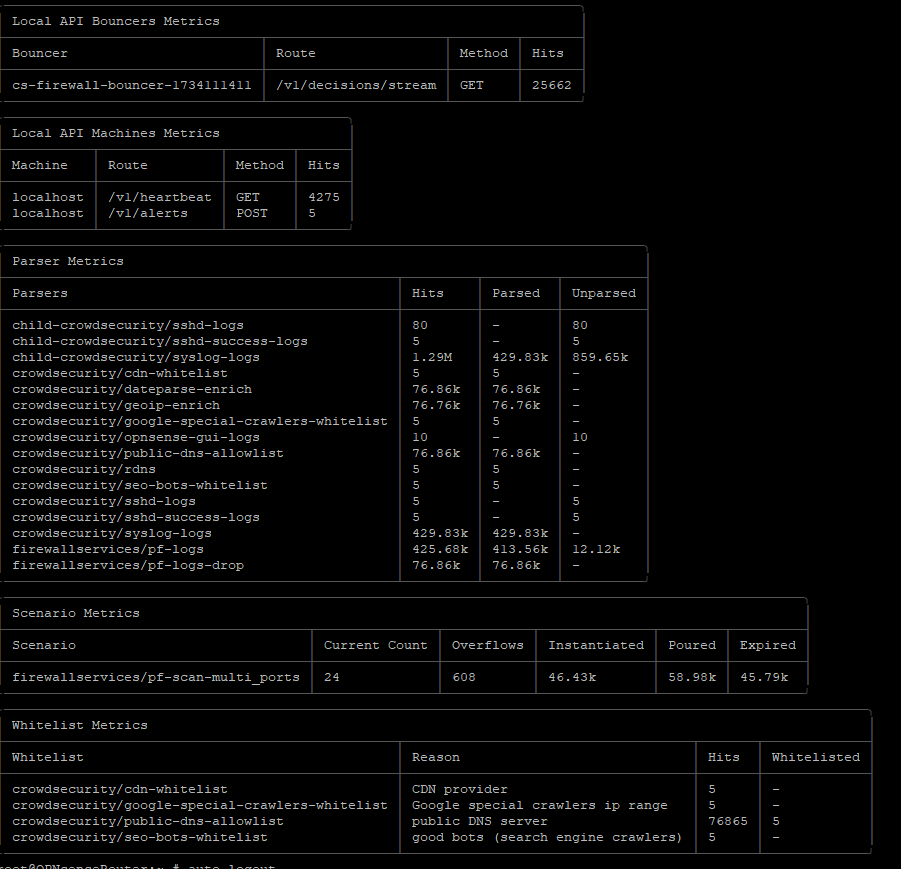 Local API Bouncers Metrics
Bouncer Route Method Hits
cs-firewall-bouncer-1734111411 /v1/decisions/stream GET 25662
Local API Machines Metrics
Machine Route Method Hits
localhost /v1/heartbeat GET 4275
localhost /v1/alerts POST 5
Parser Metrics
Parsers Hits Parsed Unparsed
child-crowdsecurity/sshd-logs 80 - 80
child-crowdsecurity/sshd-success-logs 5 - 5
child-crowdsecurity/syslog-logs 1.29M 429.83k 859.65k
crowdsecurity/cdn-whitelist 5 5 -
crowdsecurity/dateparse-enrich 76.86k 76.86k -
crowdsecurity/geoip-enrich 76.76k 76.76k -
crowdsecurity/google-special-crawlers-whitelist 5 5 -
crowdsecurity/opnsense-gui-logs 10 - 10
crowdsecurity/public-dns-allowlist 76.86k 76.86k -
crowdsecurity/rdns 5 5 -
crowdsecurity/seo-bots-whitelist 5 5 -
crowdsecurity/sshd-logs 5 - 5
crowdsecurity/sshd-success-logs 5 - 5
crowdsecurity/syslog-logs 429.83k 429.83k -
firewallservices/pf-logs 425.68k 413.56k 12.12k
firewallservices/pf-logs-drop 76.86k 76.86k -
Scenario Metrics
Scenario Current Count Overflows Instantiated Poured Expired
firewallservices/pf-scan-multi_ports 24 608 46.43k 58.98k 45.79k
Whitelist Metrics
Whitelist Reason Hits Whitelisted
crowdsecurity/cdn-whitelist CDN provider 5 -
crowdsecurity/google-special-crawlers-whitelist Google special crawlers ip range 5 -
crowdsecurity/public-dns-allowlist public DNS server 76865 5
crowdsecurity/seo-bots-whitelist good bots (search engine crawlers) 5 -
root@OPNsenseRouter:~ # auto-logout